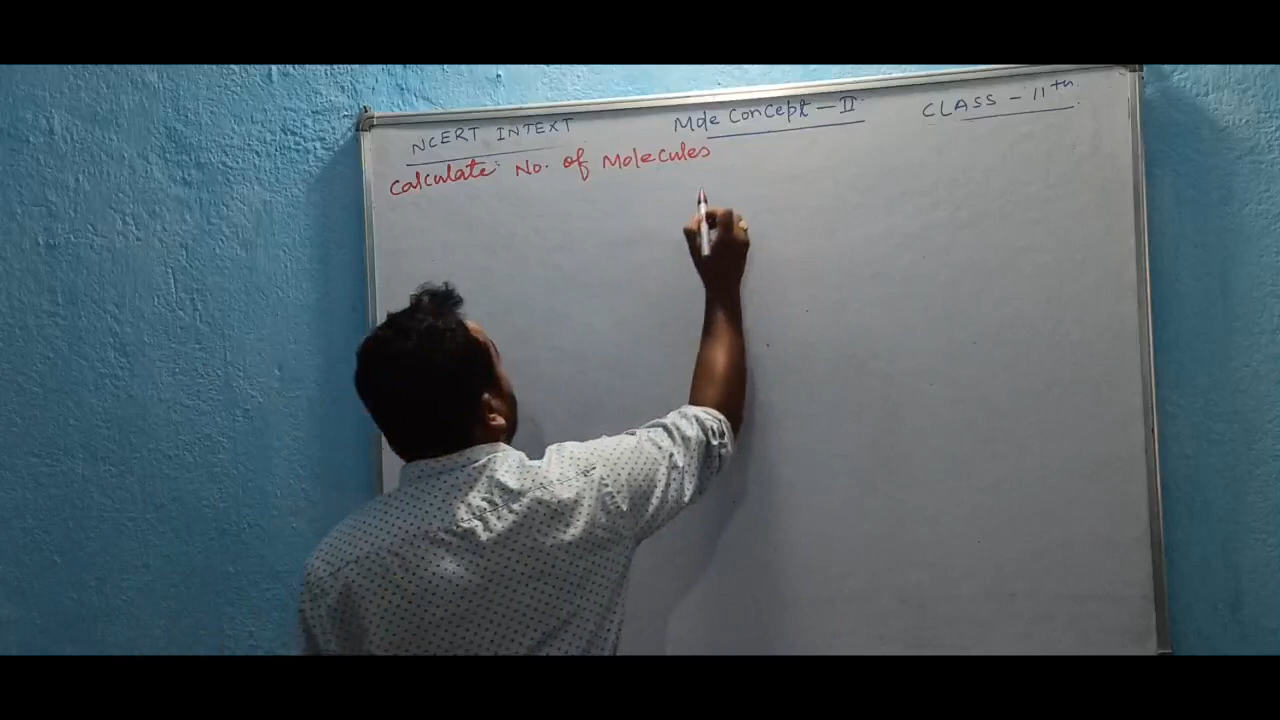 NCERT INTEXT Mole Concept - II CLASS - 11th
Calculate No. of Molecules